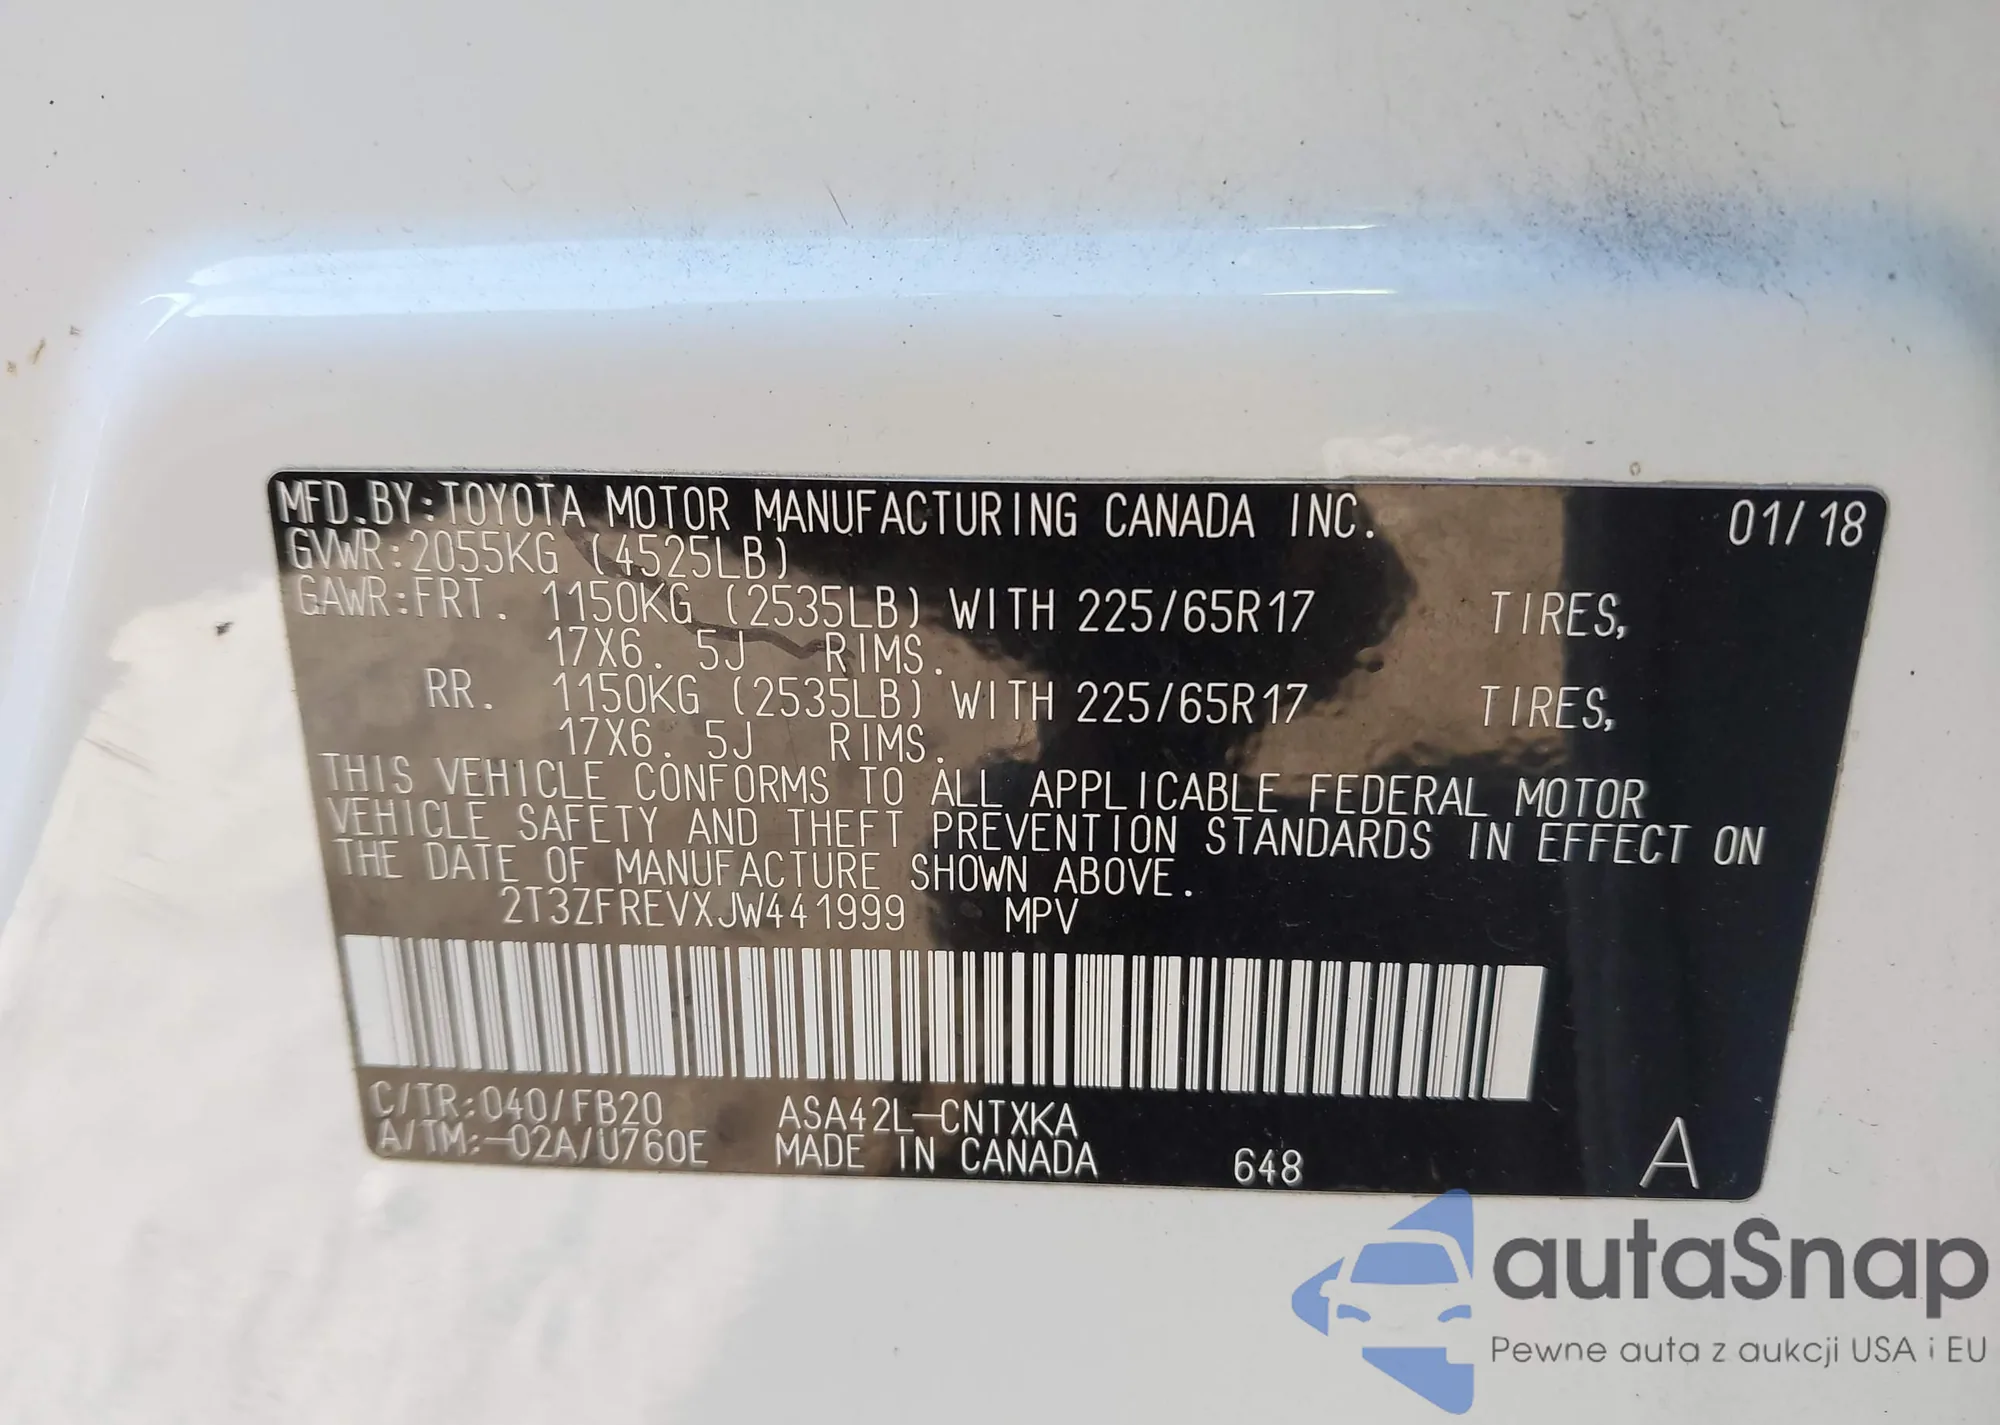 MFD.BY:TOYOTA MOTOR MANUFACTURING CANADA INC. 01/18
GVWR:2055KG (4525LB)
GAWR:FRT. 1150KG (2535LB) WITH 225/65R17 TIRES,
17X6.5J RIMS.
RR. 1150KG (2535LB) WITH 225/65R17 TIRES,
17X6.5J RIMS.
THIS VEHICLE CONFORMS TO ALL APPLICABLE FEDERAL MOTOR
VEHICLE SAFETY AND THEFT PREVENTION STANDARDS IN EFFECT ON
THE DATE OF MANUFACTURE SHOWN ABOVE.
2T3ZFREVXJW441999 MPV
C/TR:040/FB20 ASA42L-CNTXKA
A/TM:-02A/U760E MADE IN CANADA 648 A
autoSnap
Pewne auta z aukcji USA i EU